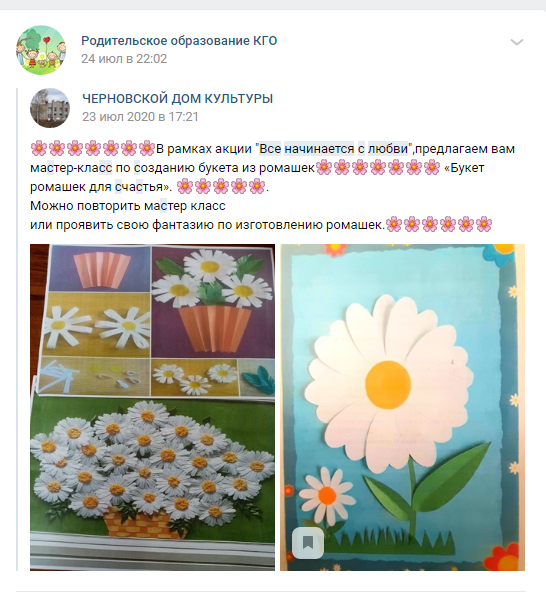 Родительское образование КГО
24 июл в 22:02
ЧЕРНОВСКОЙ ДОМ КУЛЬТУРЫ
23 июл 2020 в 17:21
🌸🌸🌸🌸🌸🌸🌸В рамках акции "Все начинается с любви",предлагаем вам
мастер-класс по созданию букета из ромашек🌸🌸🌸🌸🌸🌸🌸 «Букет
ромашек для счастья». 🌸🌸🌸🌸🌸.
Можно повторить мастер класс
или проявить свою фантазию по изготовлению ромашек.🌸🌸🌸🌸🌸🌸